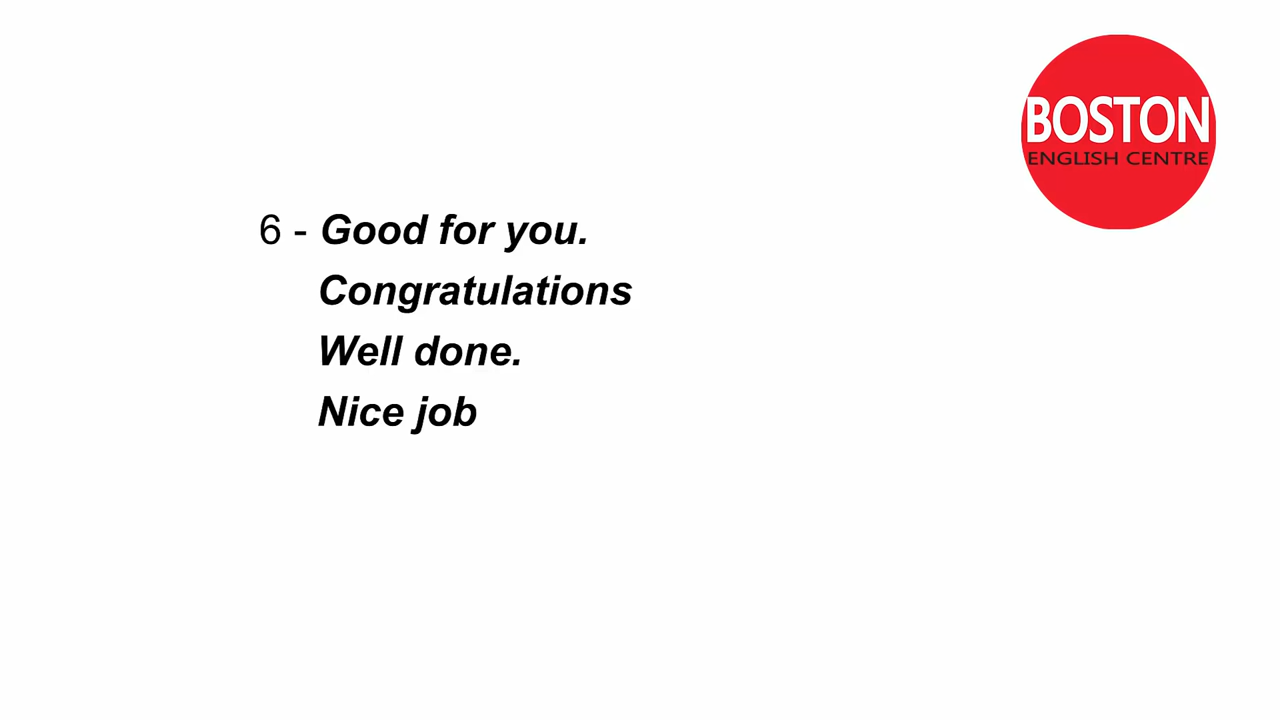 BOSTON
ENGLISH CENTRE
6 - Good for you.
Congratulations
Well done.
Nice job